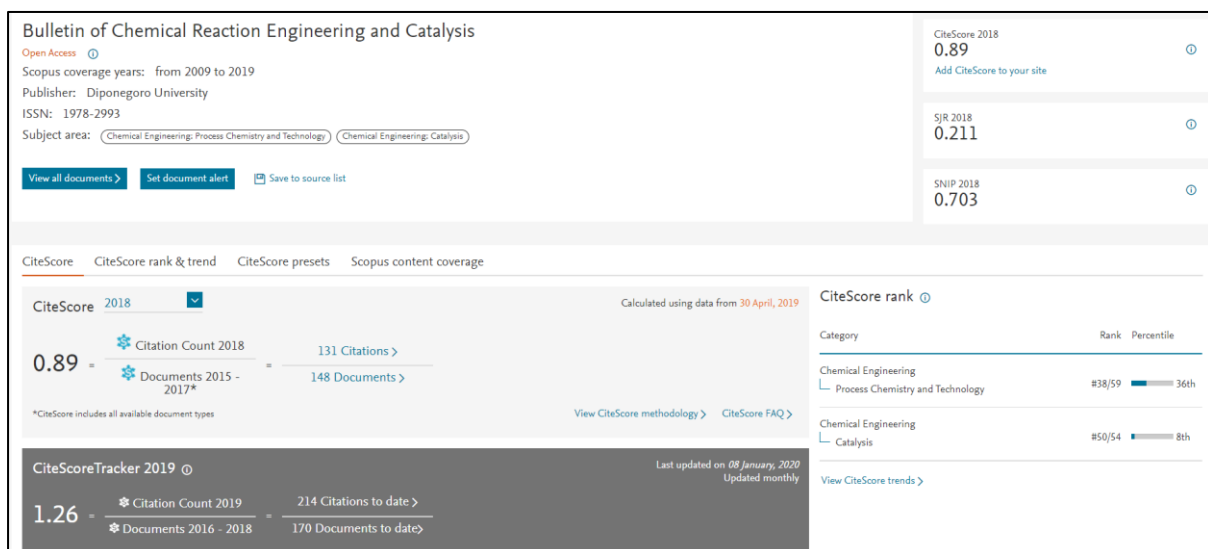 Bulletin of Chemical Reaction Engineering and Catalysis
Open Access
Scopus coverage years: from 2009 to 2019
Publisher: Diponegoro University
ISSN: 1978-2993
Subject area: Chemical Engineering: Process Chemistry and Technology Chemical Engineering: Catalysis
View all documents > Set document alert Save to source list
CiteScore 2018
0.89
Add CiteScore to your site
SJR 2018
0.211
SNIP 2018
0.703
CiteScore CiteScore rank & trend CiteScore presets Scopus content coverage
CiteScore 2018
Calculated using data from 30 April, 2019
0.89 = Citation Count 2018 = 131 Citations >
Documents 2015 - 2017* 148 Documents >
*CiteScore includes all available document types
View CiteScore methodology > CiteScore FAQ >
CiteScoreTracker 2019
Last updated on 08 January, 2020
Updated monthly
1.26 = Citation Count 2019 = 214 Citations to date >
Documents 2016 - 2018 170 Documents to date>
CiteScore rank
Category Rank Percentile
Chemical Engineering
Process Chemistry and Technology #38/59 36th
Chemical Engineering
Catalysis #50/54 8th
View CiteScore trends >